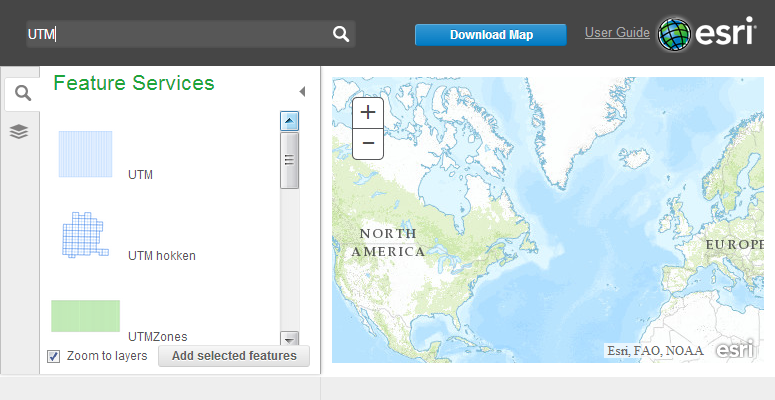 UTM
Download Map
User Guide
esri
Feature Services
UTM
UTM hokken
UTMZones
Zoom to layers
Add selected features
+
−
NORTH
AMERICA
EUROPE
Esri, FAO, NOAA
esri